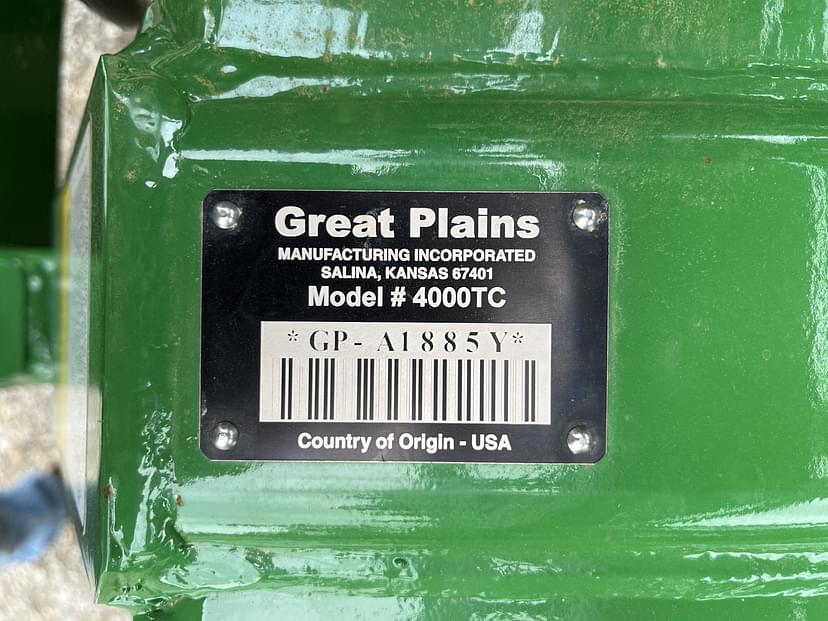 Great Plains
MANUFACTURING INCORPORATED
SALINA, KANSAS 67401
Model # 4000TC
*GP- A1885Y*
Country of Origin - USA